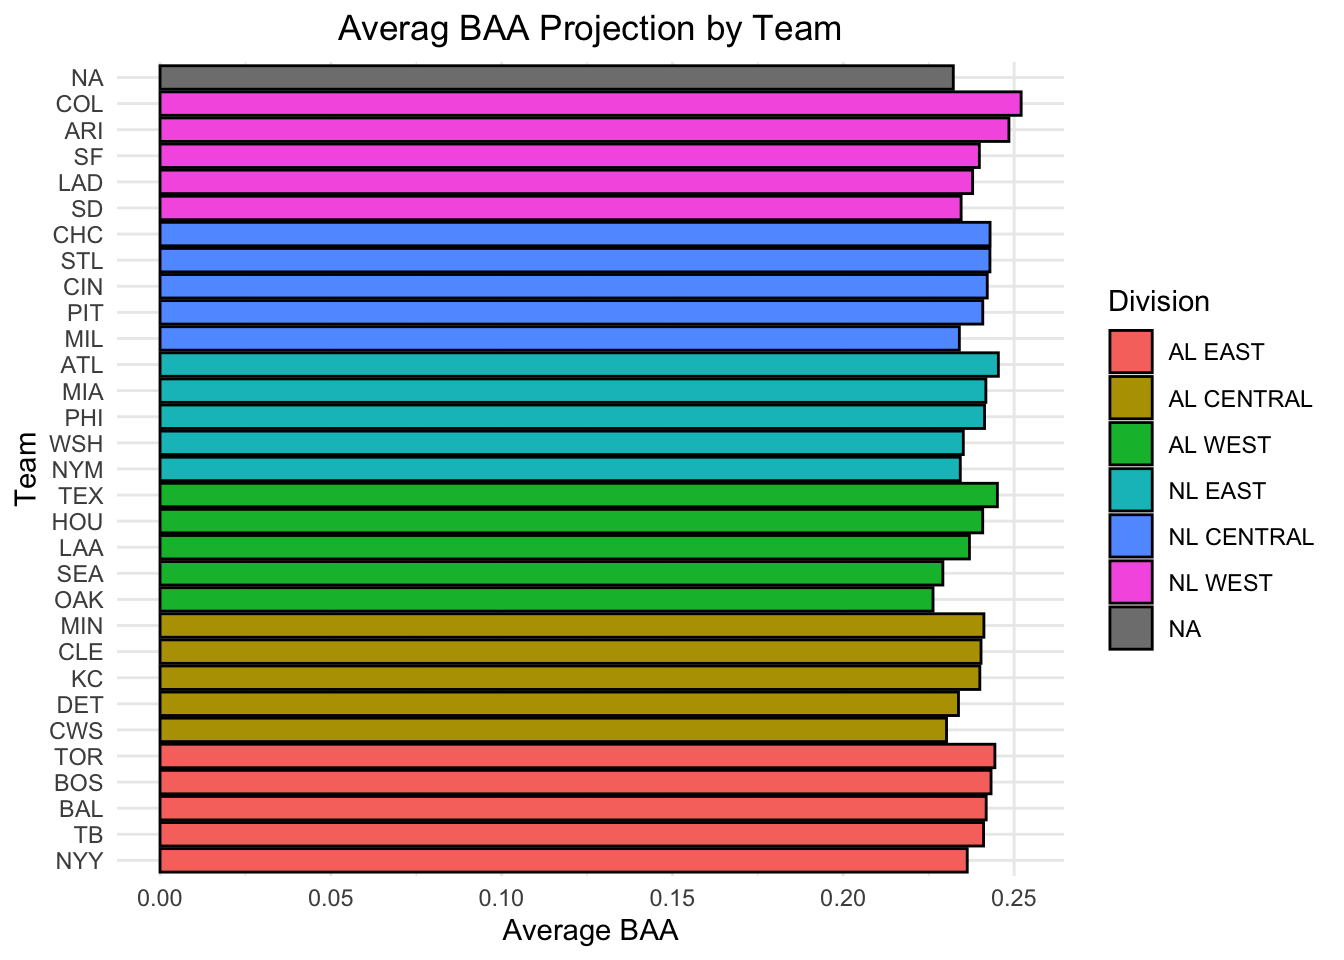 Averag BAA Projection by Team
Team
NA
COL
ARI
SF
LAD
SD
CHC
STL
CIN
PIT
MIL
ATL
MIA
PHI
WSH
NYM
TEX
HOU
LAA
SEA
OAK
MIN
CLE
KC
DET
CWS
TOR
BOS
BAL
TB
NYY
0.00 0.05 0.10 0.15 0.20 0.25
Average BAA
Division
AL EAST
AL CENTRAL
AL WEST
NL EAST
NL CENTRAL
NL WEST
NA